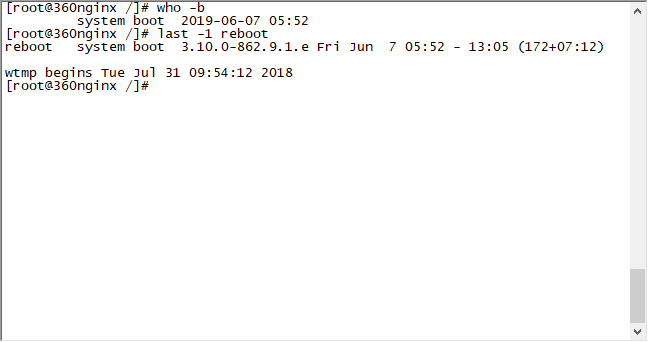 [root@360nginx /]# who -b
         system boot  2019-06-07 05:52
[root@360nginx /]# last -1 reboot
reboot   system boot  3.10.0-862.9.1.e Fri Jun  7 05:52 - 13:05 (172+07:12)

wtmp begins Tue Jul 31 09:54:12 2018
[root@360nginx /]#